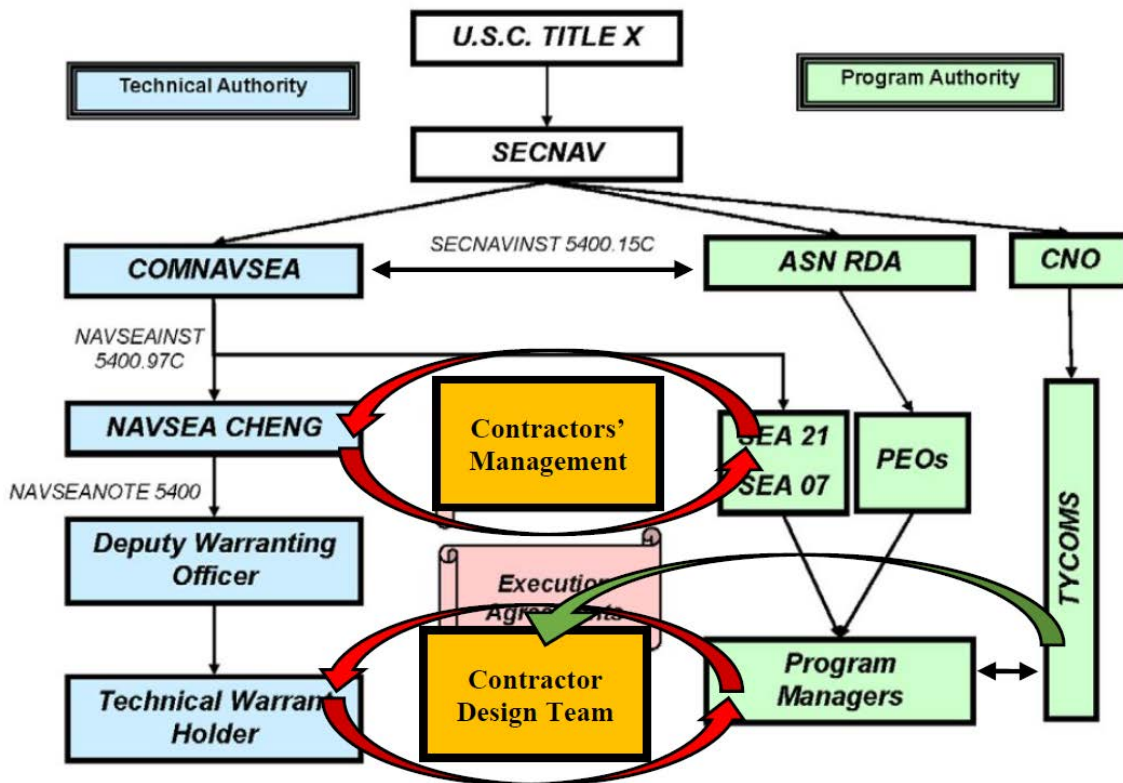 U.S.C. TITLE X
Technical Authority
Program Authority
SECNAV
COMNAVSEA
SECNAVINST 5400.15C
ASN RDA
CNO
NAVSEAINST
5400.97C
NAVSEA CHENG
Contractors’
Management
SEA 21
SEA 07
PEOs
TYCOMS
NAVSEANOTE 5400
Deputy Warranting
Officer
Execution
Agreements
Technical Warrant
Holder
Contractor
Design Team
Program
Managers